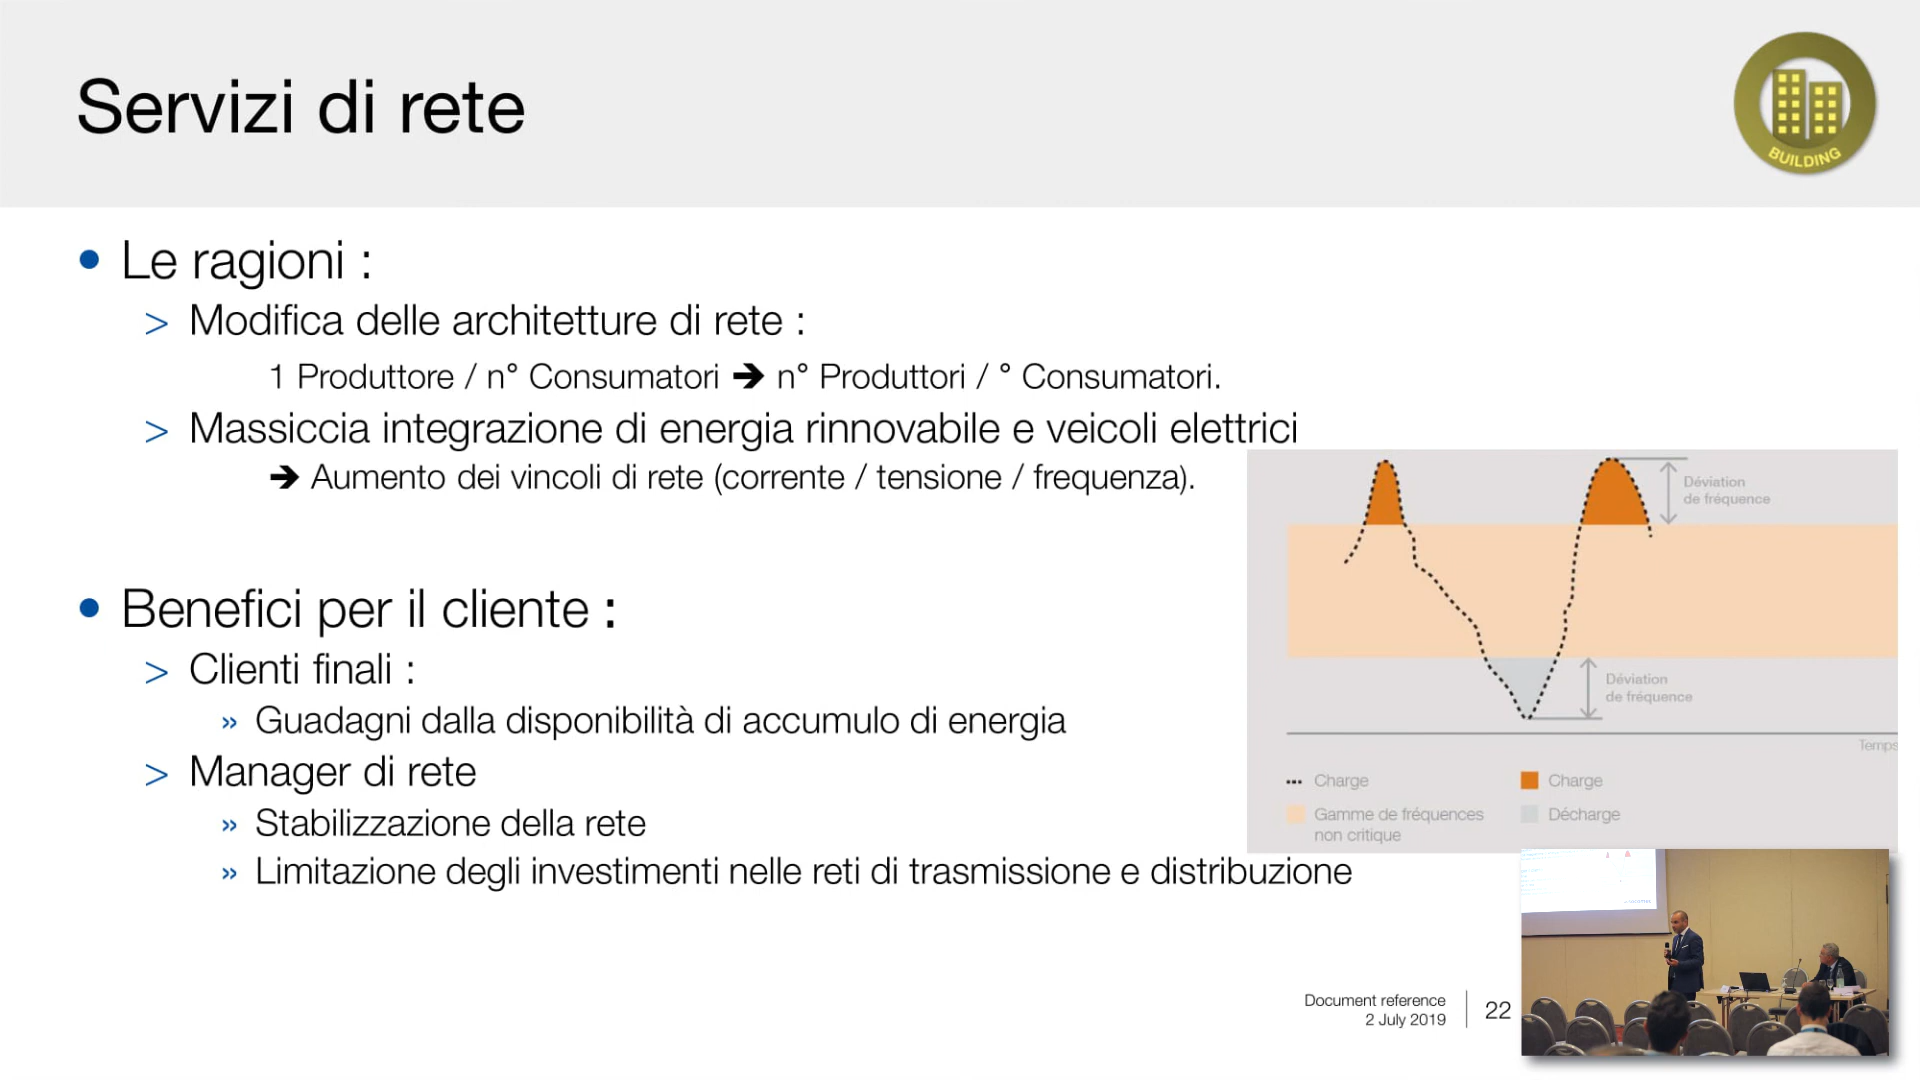 Servizi di rete
BUILDING
• Le ragioni :
> Modifica delle architetture di rete :
1 Produttore / n° Consumatori ➔ n° Produttori / ° Consumatori.
> Massiccia integrazione di energia rinnovabile e veicoli elettrici
➔ Aumento dei vincoli di rete (corrente / tensione / frequenza).
• Benefici per il cliente :
> Clienti finali :
» Guadagni dalla disponibilità di accumulo di energia
> Manager di rete
» Stabilizzazione della rete
» Limitazione degli investimenti nelle reti di trasmissione e distribuzione
Déviation
de fréquence
Déviation
de fréquence
Temps
Charge
Charge
Gamme de fréquences
non critique
Décharge
Document reference
2 July 2019
22